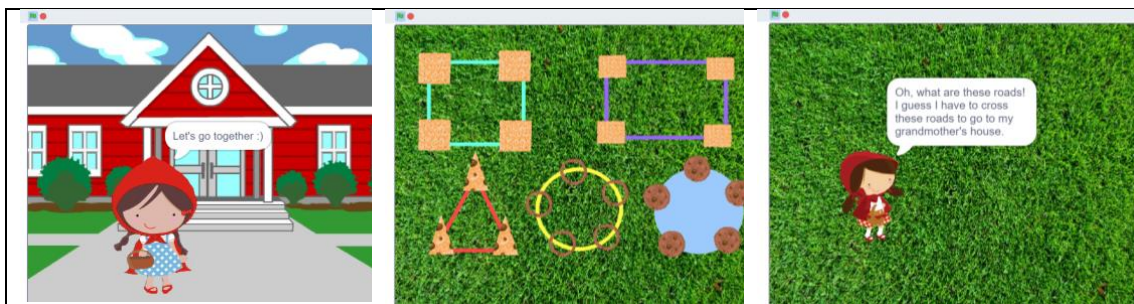 Let's go together :)
Oh, what are these roads!
I guess I have to cross
these roads to go to my
grandmother's house.